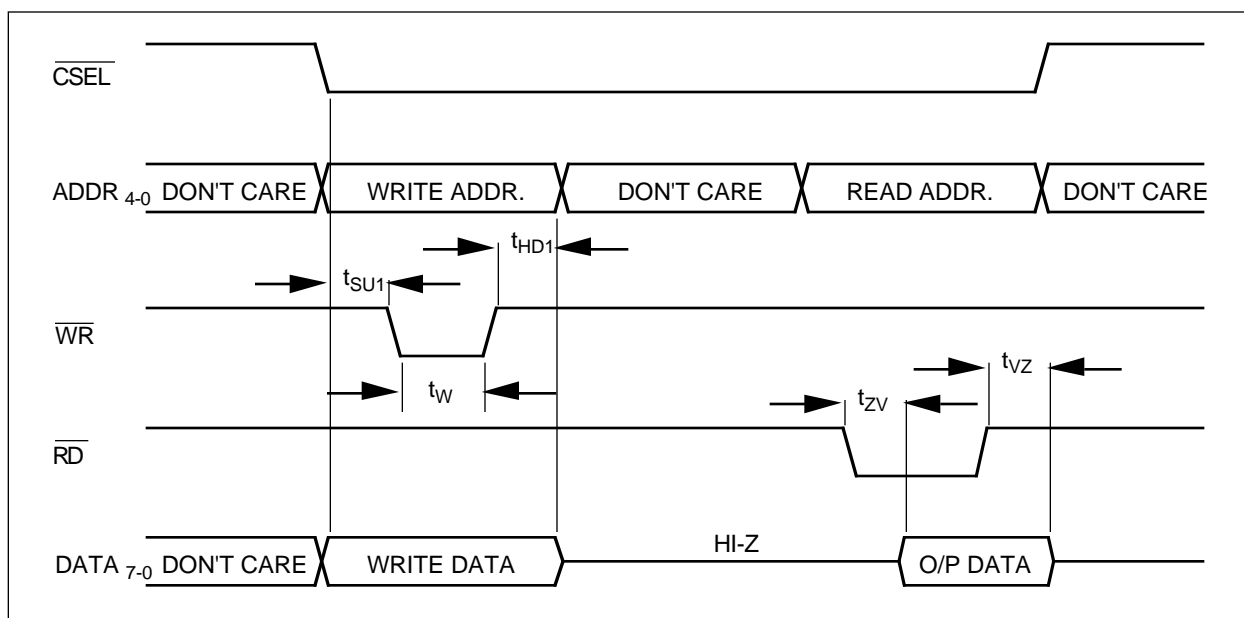 CSEL
ADDR 4-0 DON'T CARE WRITE ADDR. DON'T CARE READ ADDR. DON'T CARE
tHD1
tSU1
WR
tVZ
tW
tZV
RD
HI-Z
DATA 7-0 DON'T CARE WRITE DATA O/P DATA